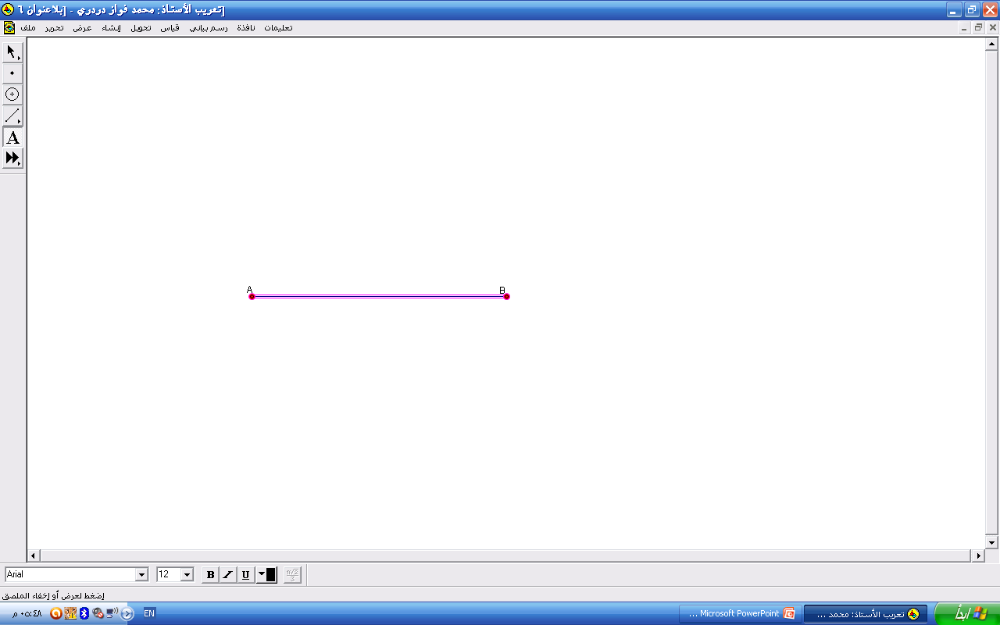 [تعريب الأستاذ: محمد فواز دردري - [بلاعنوان ٦
ملف تحرير عرض إنشاء تحويل قياس رسم بياني نافذة تعليمات
A
A B
Arial 12 B I U
إضغط لعرض أو إخفاء الملصق
٠٥:٤٨ م EN Microsoft PowerPoint ... تعريب الأستاذ: محمد ... ابدأ